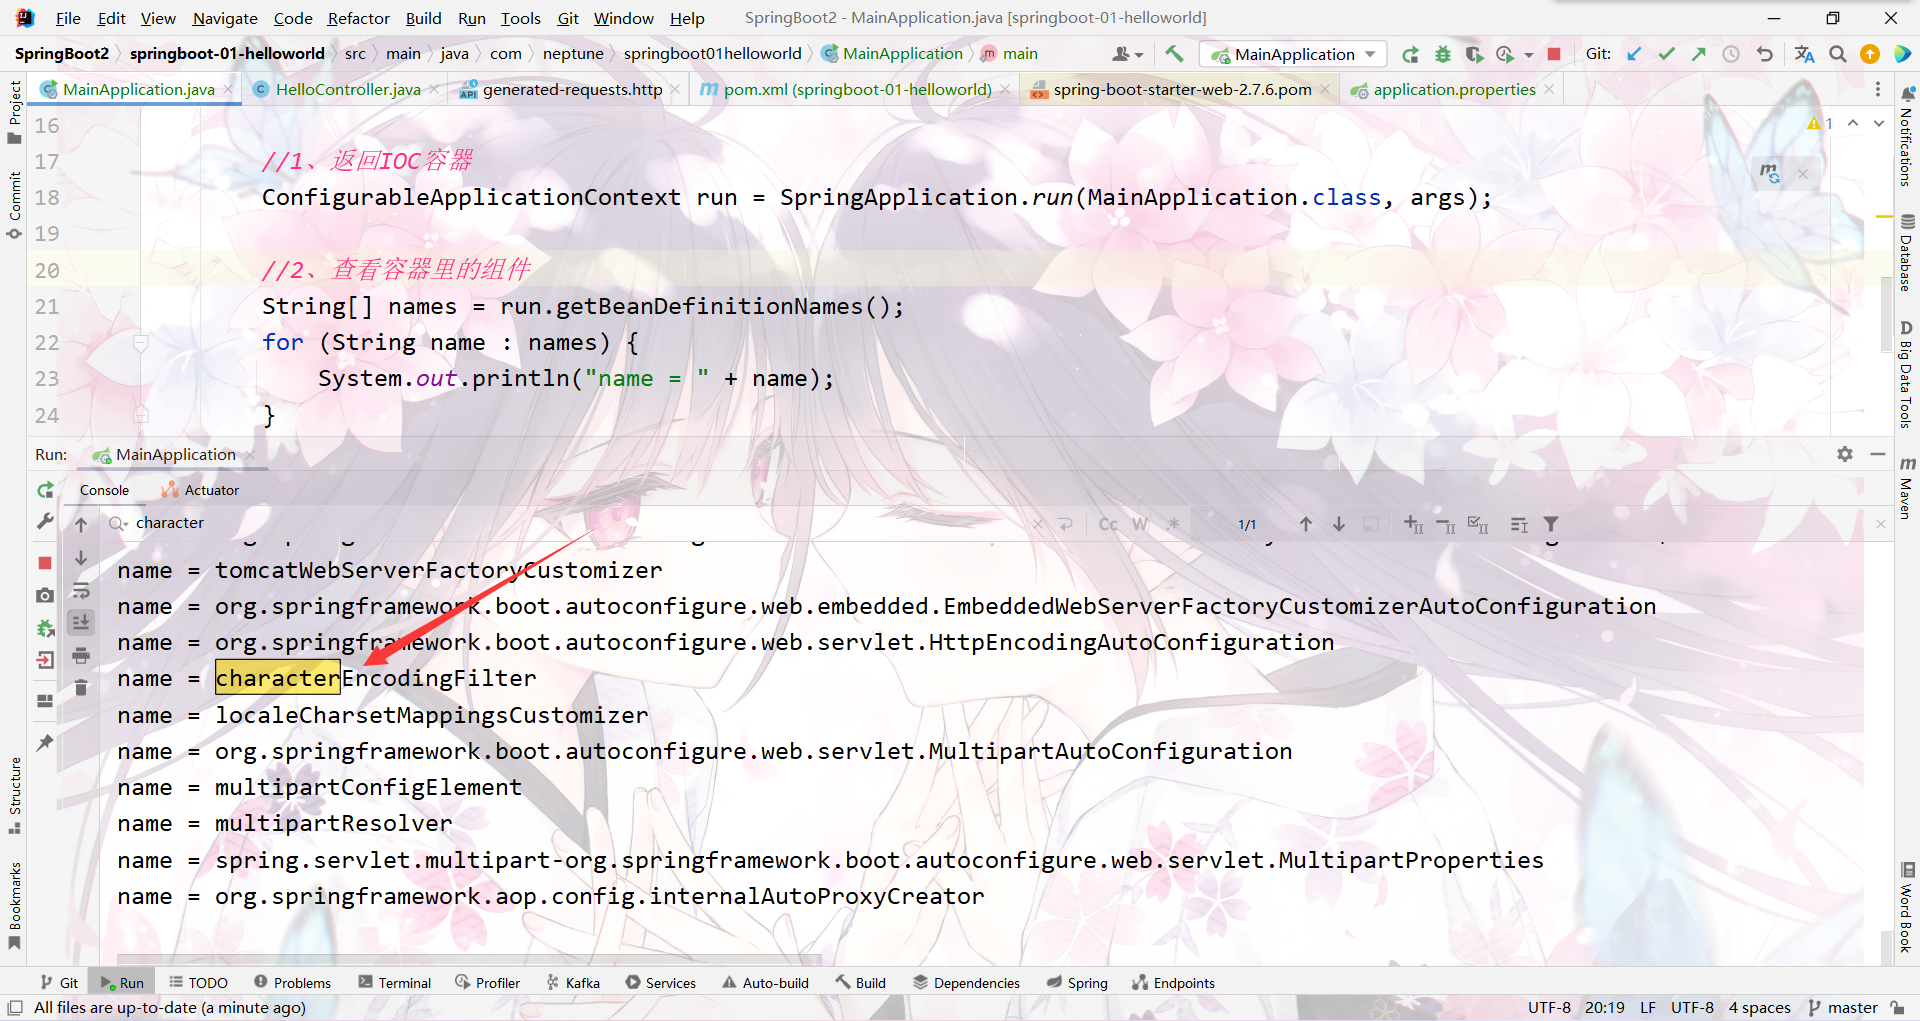 File Edit View Navigate Code Refactor Build Run Tools Git Window Help SpringBoot2 - MainApplication.java [springboot-01-helloworld]
SpringBoot2 springboot-01-helloworld src main java com neptune springboot01helloworld MainApplication main MainApplication Git:
MainApplication.java HelloController.java generated-requests.http pom.xml (springboot-01-helloworld) spring-boot-starter-web-2.7.6.pom application.properties
Project
Commit
Structure
Bookmarks
16
17 //1、返回IOC容器
18 ConfigurableApplicationContext run = SpringApplication.run(MainApplication.class, args);
19
20 //2、查看容器里的组件
21 String[] names = run.getBeanDefinitionNames();
22 for (String name : names) {
23 System.out.println("name = " + name);
24 }
1
Notifications
Database
Big Data Tools
Maven
Word Book
Run: MainApplication
Console Actuator
character Cc W .* 1/1
name = tomcatWebServerFactoryCustomizer
name = org.springframework.boot.autoconfigure.web.embedded.EmbeddedWebServerFactoryCustomizerAutoConfiguration
name = org.springframework.boot.autoconfigure.web.servlet.HttpEncodingAutoConfiguration
name = characterEncodingFilter
name = localeCharsetMappingsCustomizer
name = org.springframework.boot.autoconfigure.web.servlet.MultipartAutoConfiguration
name = multipartConfigElement
name = multipartResolver
name = spring.servlet.multipart-org.springframework.boot.autoconfigure.web.servlet.MultipartProperties
name = org.springframework.aop.config.internalAutoProxyCreator
Git Run TODO Problems Terminal Profiler Kafka Services Auto-build Build Dependencies Spring Endpoints
All files are up-to-date (a minute ago) UTF-8 20:19 LF UTF-8 4 spaces master